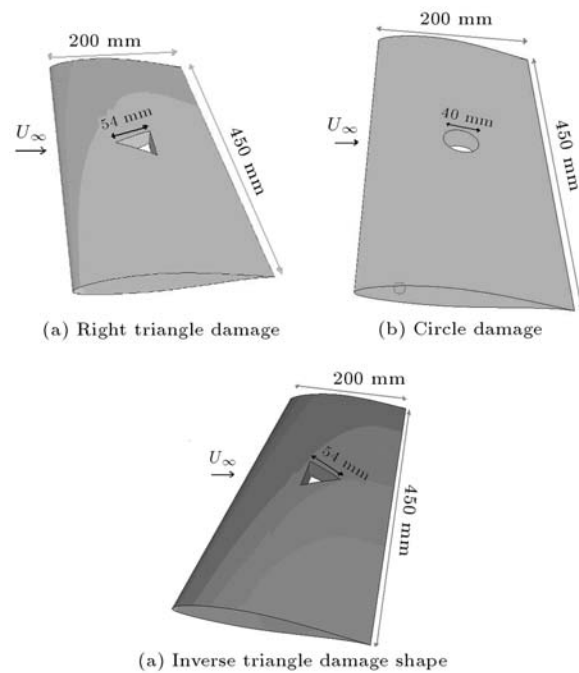 200 mm
54 mm
U∞
450 mm
(a) Right triangle damage
200 mm
40 mm
U∞
450 mm
(b) Circle damage
200 mm
54 mm
U∞
450 mm
(a) Inverse triangle damage shape